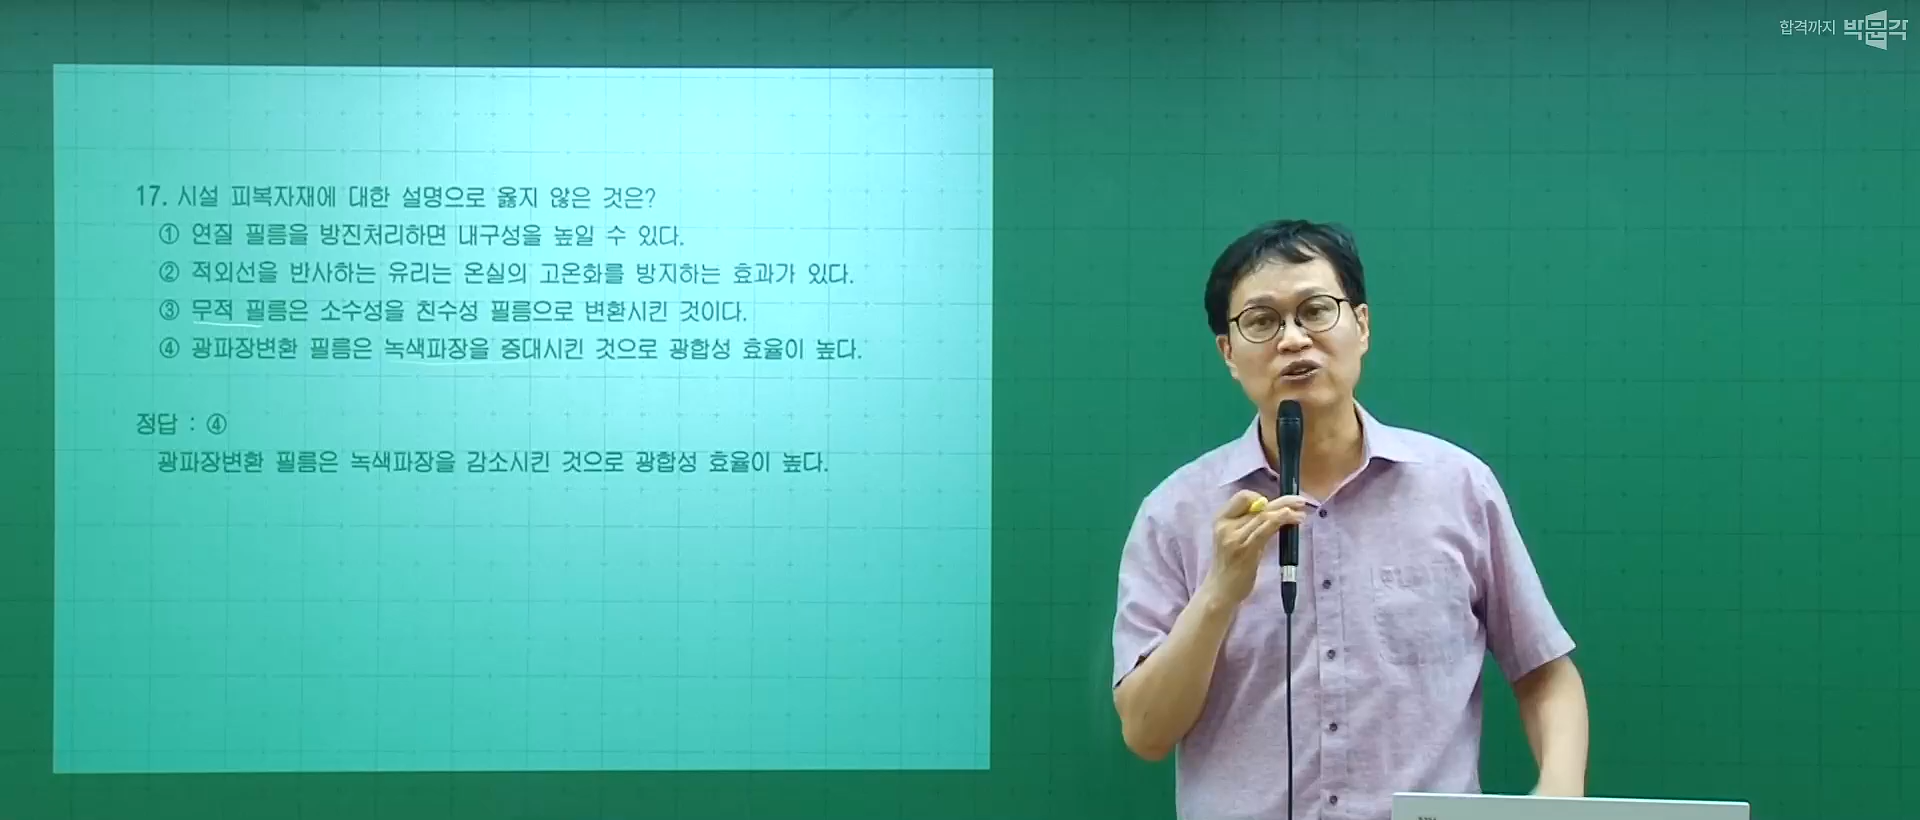 합격까지 박문각
17. 시설 피복자재에 대한 설명으로 옳지 않은 것은?
① 연질 필름을 방진처리하면 내구성을 높일 수 있다.
② 적외선을 반사하는 유리는 온실의 고온화를 방지하는 효과가 있다.
③ 무적 필름은 소수성을 친수성 필름으로 변환시킨 것이다.
④ 광파장변환 필름은 녹색파장을 증대시킨 것으로 광합성 효율이 높다.
정답 : ④
광파장변환 필름은 녹색파장을 감소시킨 것으로 광합성 효율이 높다.